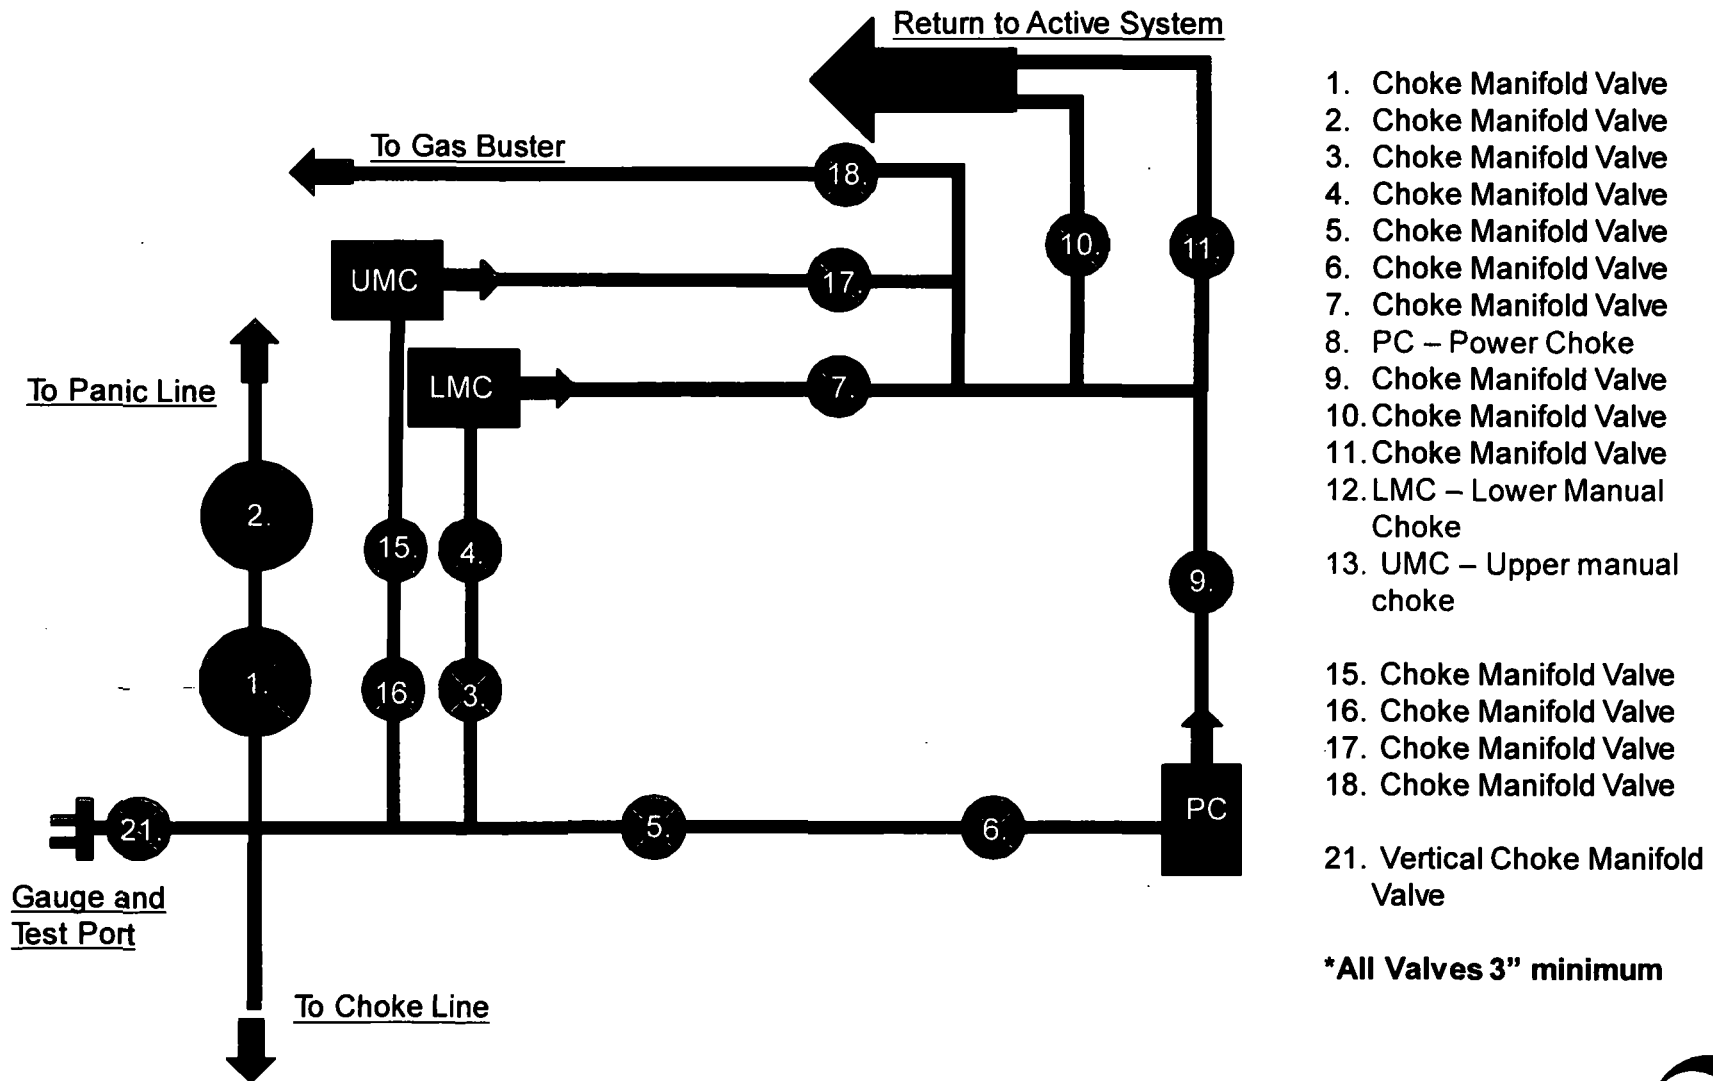 Return to Active System
To Gas Buster
18.
UMC
17.
10.
11.
To Panic Line
LMC
7.
2.
15.
4.
9.
1.
16.
3.
21.
5.
6.
PC
Gauge and
Test Port
To Choke Line
1. Choke Manifold Valve
2. Choke Manifold Valve
3. Choke Manifold Valve
4. Choke Manifold Valve
5. Choke Manifold Valve
6. Choke Manifold Valve
7. Choke Manifold Valve
8. PC – Power Choke
9. Choke Manifold Valve
10. Choke Manifold Valve
11. Choke Manifold Valve
12. LMC – Lower Manual
Choke
13. UMC – Upper manual
choke
15. Choke Manifold Valve
16. Choke Manifold Valve
17. Choke Manifold Valve
18. Choke Manifold Valve
21. Vertical Choke Manifold
Valve
*All Valves 3” minimum